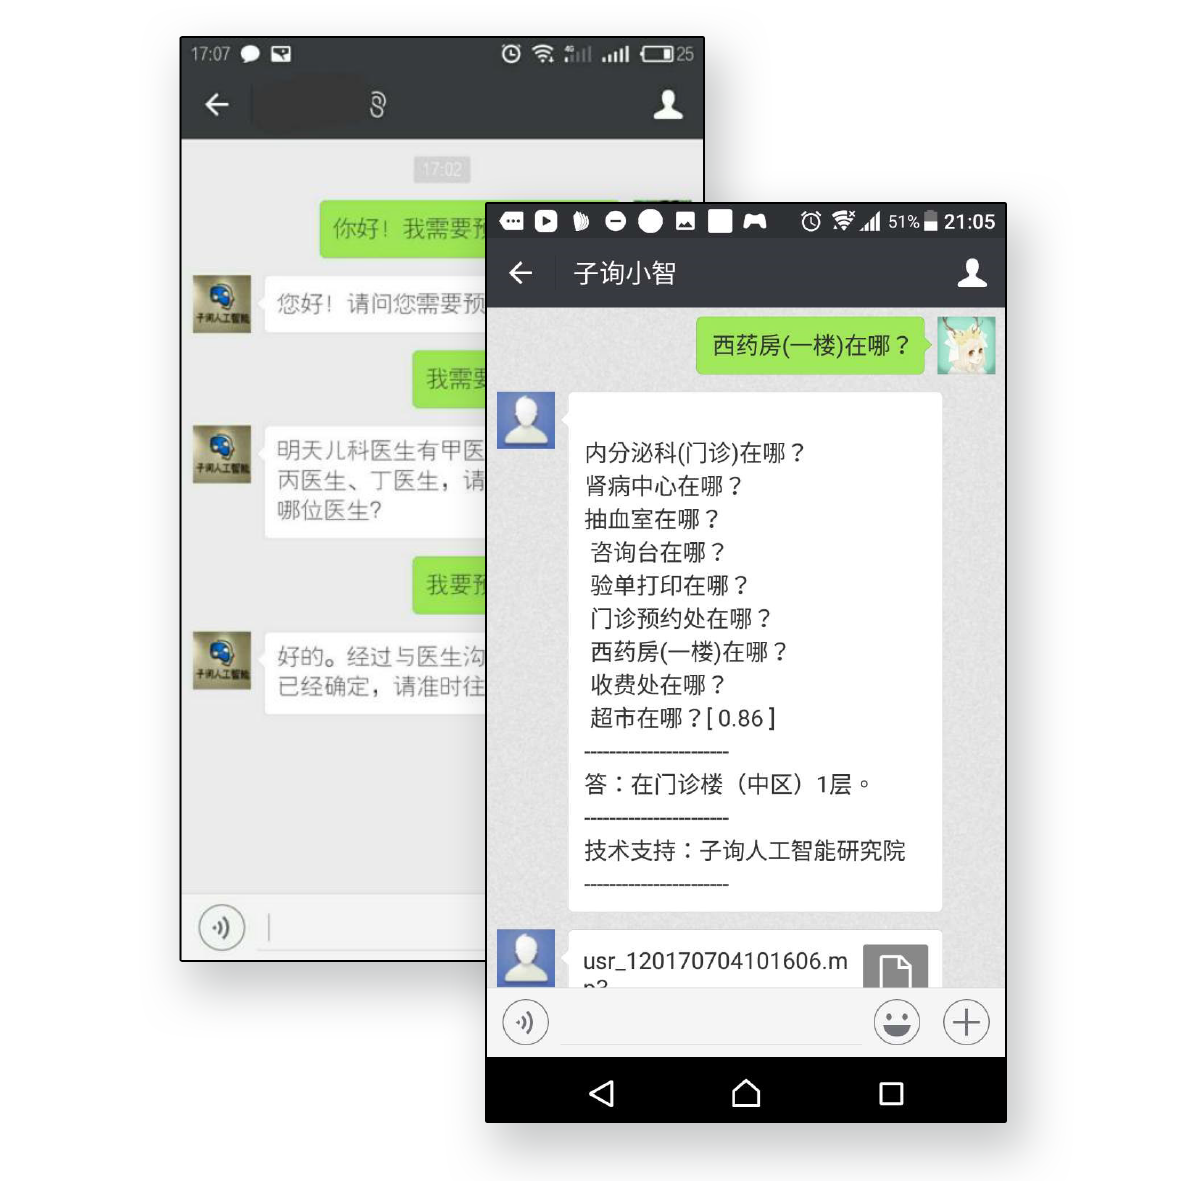 17:07
25
17:02
你好！我需要预
您好！请问您需要预
子询人工智能
我需要
明天儿科医生有甲医
丙医生、丁医生，请
哪位医生?
子询人工智能
我要预
好的。经过与医生沟
已经确定，请准时往
子询人工智能
4G
51%
21:05
子询小智
西药房(一楼)在哪？
内分泌科(门诊)在哪？
肾病中心在哪？
抽血室在哪？
咨询台在哪？
验单打印在哪？
门诊预约处在哪？
西药房(一楼)在哪？
收费处在哪？
超市在哪？[ 0.86 ]
-----------------------
答：在门诊楼（中区）1层。
-----------------------
技术支持：子询人工智能研究院
-----------------------
usr_120170704101606.m
p3